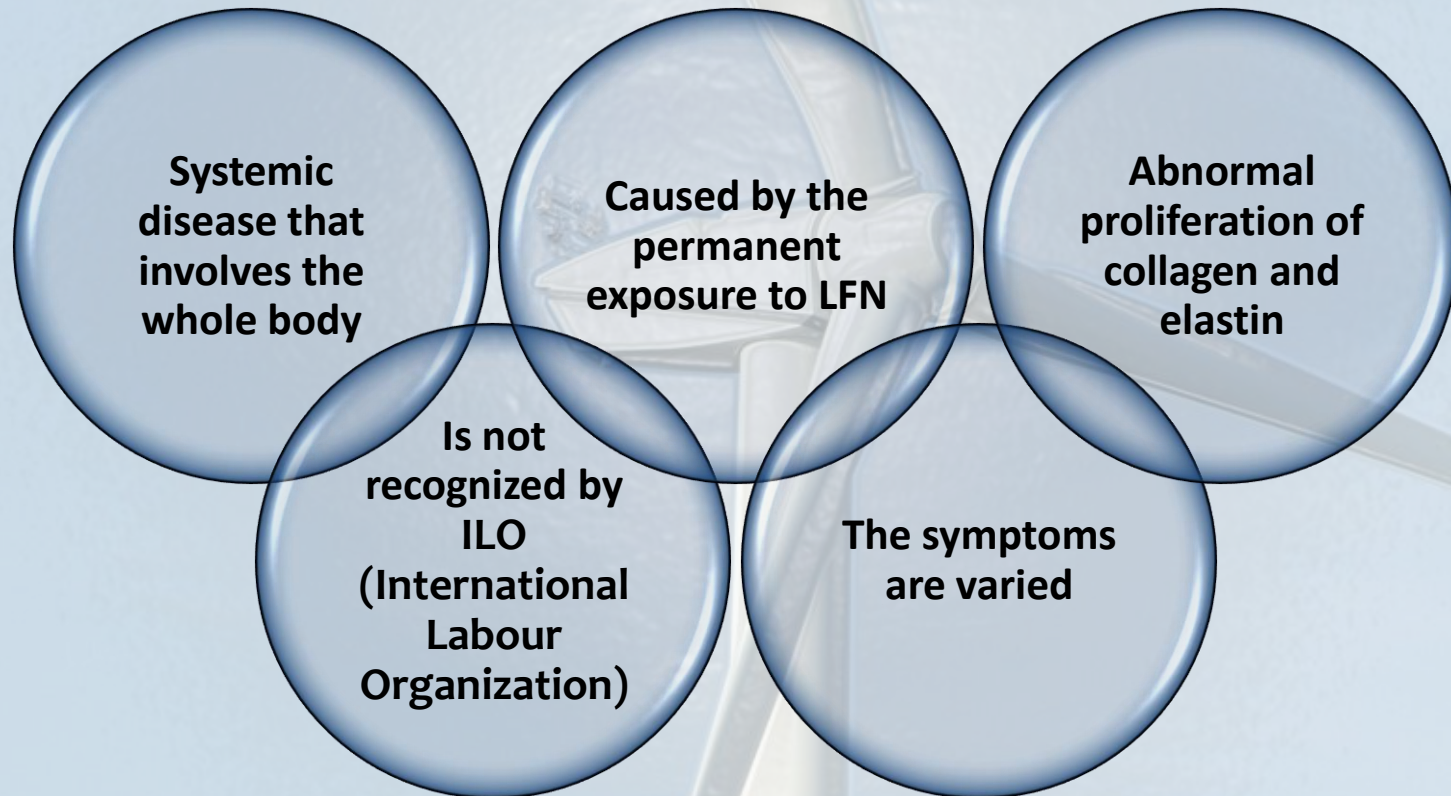 Systemic
disease that
involves the
whole body
Caused by the
permanent
exposure to LFN
Abnormal
proliferation of
collagen and
elastin
Is not
recognized by
ILO
(International
Labour
Organization)
The symptoms
are varied